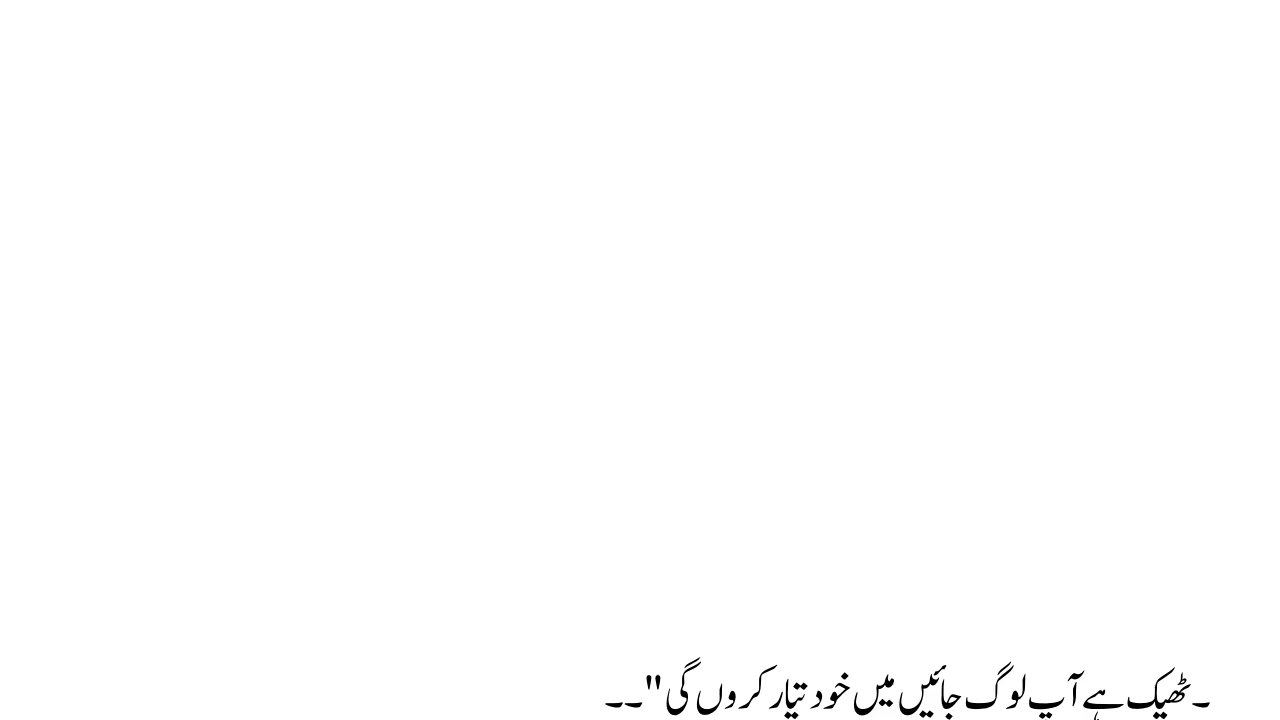 ۔ ٹھیک ہے آپ لوگ جائیں میں خود تیار کروں گی"۔۔